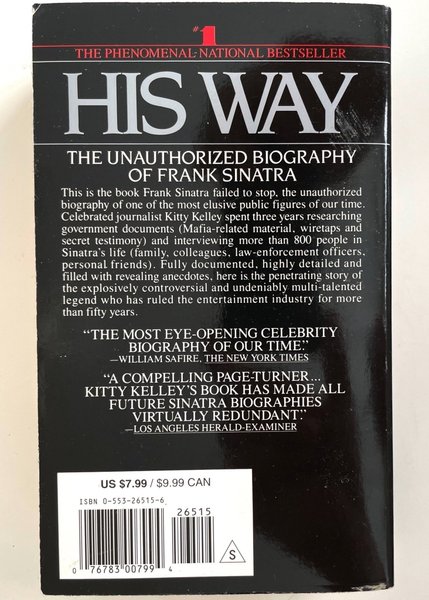 #1
THE PHENOMENAL NATIONAL BESTSELLER
HIS WAY
THE UNAUTHORIZED BIOGRAPHY
OF FRANK SINATRA
This is the book Frank Sinatra failed to stop, the unauthorized
biography of one of the most elusive public figures of our time.
Celebrated journalist Kitty Kelley spent three years researching
government documents (Mafia-related material, wiretaps and
secret testimony) and interviewing more than 800 people in
Sinatra's life (family, colleagues, law-enforcement officers,
personal friends). Fully documented, highly detailed and
filled with revealing anecdotes, here is the penetrating story of
the explosively controversial and undeniably multi-talented
legend who has ruled the entertainment industry for more
than fifty years.
"THE MOST EYE-OPENING CELEBRITY
BIOGRAPHY OF OUR TIME."
—WILLIAM SAFIRE, THE NEW YORK TIMES
"A COMPELLING PAGE-TURNER...
KITTY KELLEY'S BOOK HAS MADE ALL
FUTURE SINATRA BIOGRAPHIES
VIRTUALLY REDUNDANT."
—LOS ANGELES HERALD-EXAMINER
US $7.99 / $9.99 CAN
ISBN 0-553-26515-6
26515
0 76783 00799 4
S